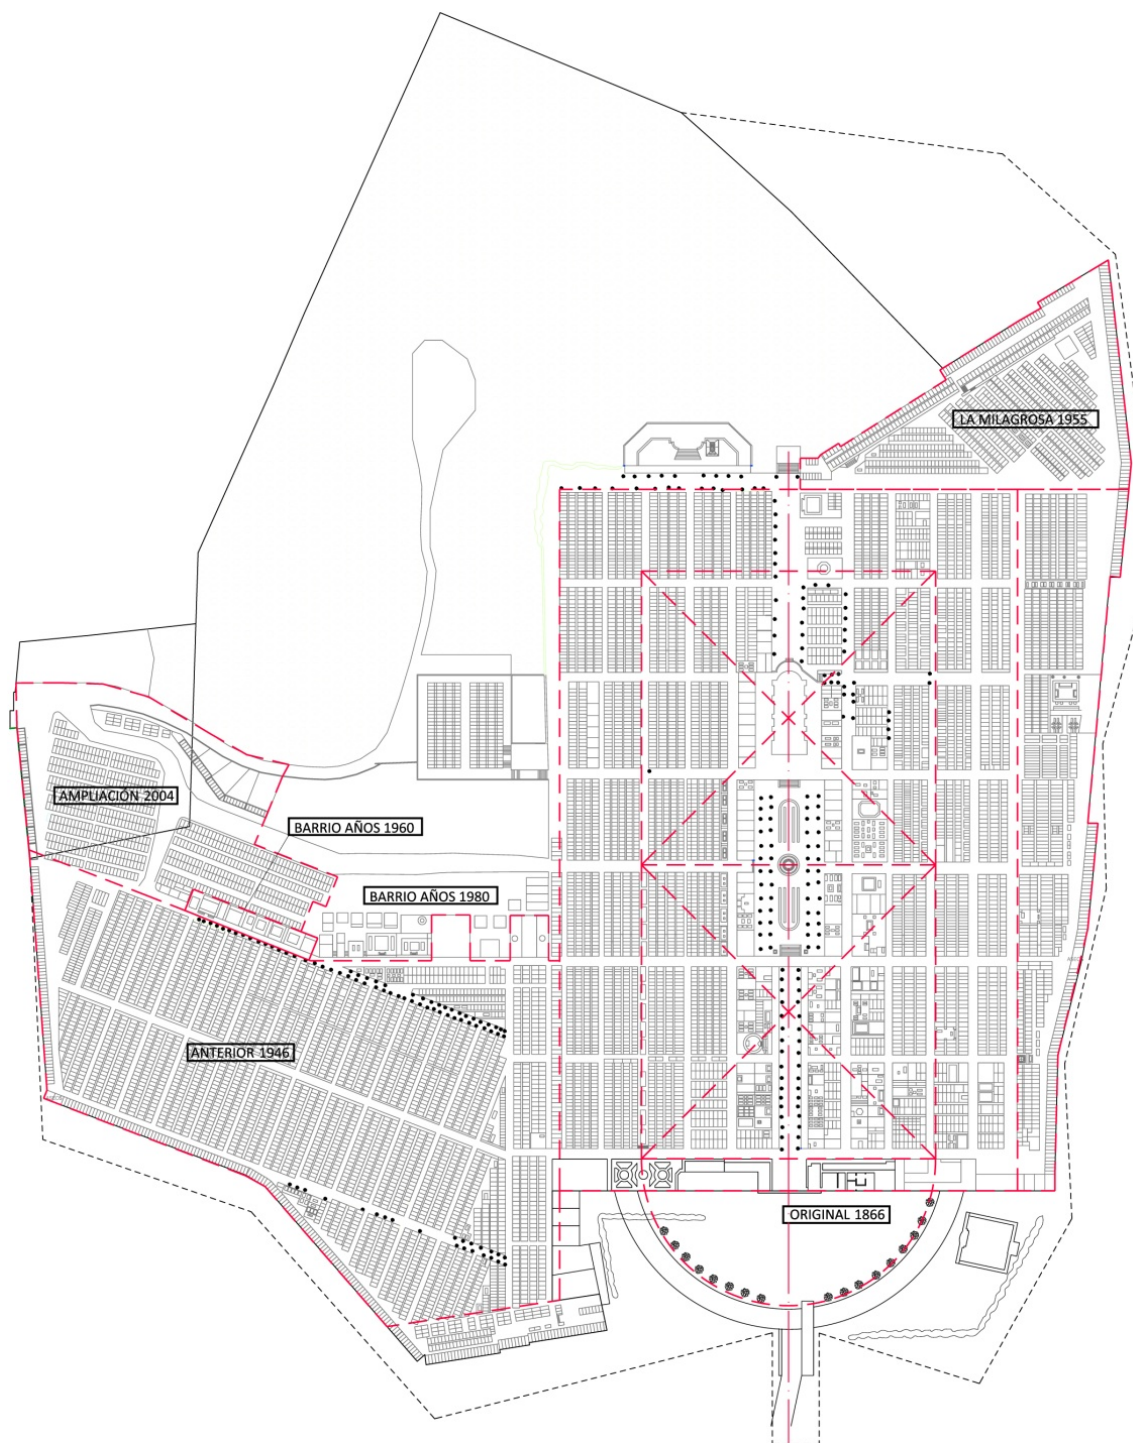 LA MILAGROSA 1955
AMPLIACIÓN 2004
BARRIO AÑOS 1960
BARRIO AÑOS 1980
ANTERIOR 1946
ORIGINAL 1866